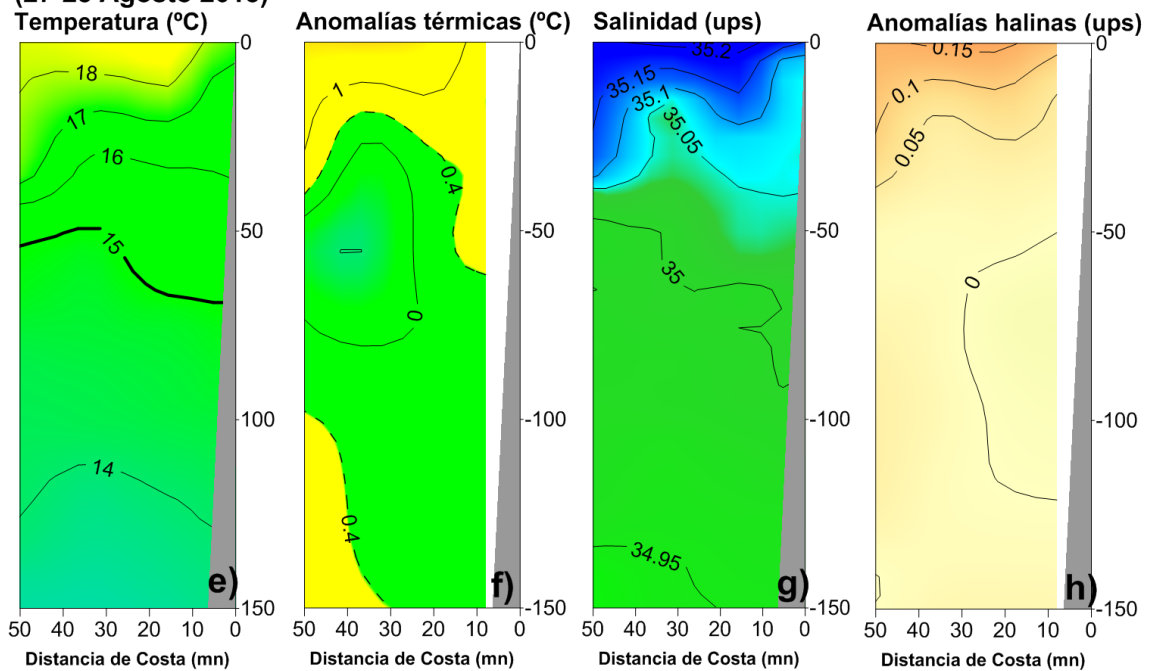 Agosto
Temperatura (ºC)
Anomalías térmicas (ºC)
Salinidad (ups)
Anomalías halinas (ups)
18
17
16
15
14
e)
0
-50
-100
-150
50 40 30 20 10 0
Distancia de Costa (mn)
1
0.4
0
0.4
f)
0
-50
-100
-150
50 40 30 20 10 0
Distancia de Costa (mn)
35.2
35.15
35.1
35.05
35
34.95
g)
0
-50
-100
-150
50 40 30 20 10 0
Distancia de Costa (mn)
0.15
0.1
0.05
0
h)
0
-50
-100
-150
50 40 30 20 10 0
Distancia de Costa (mn)